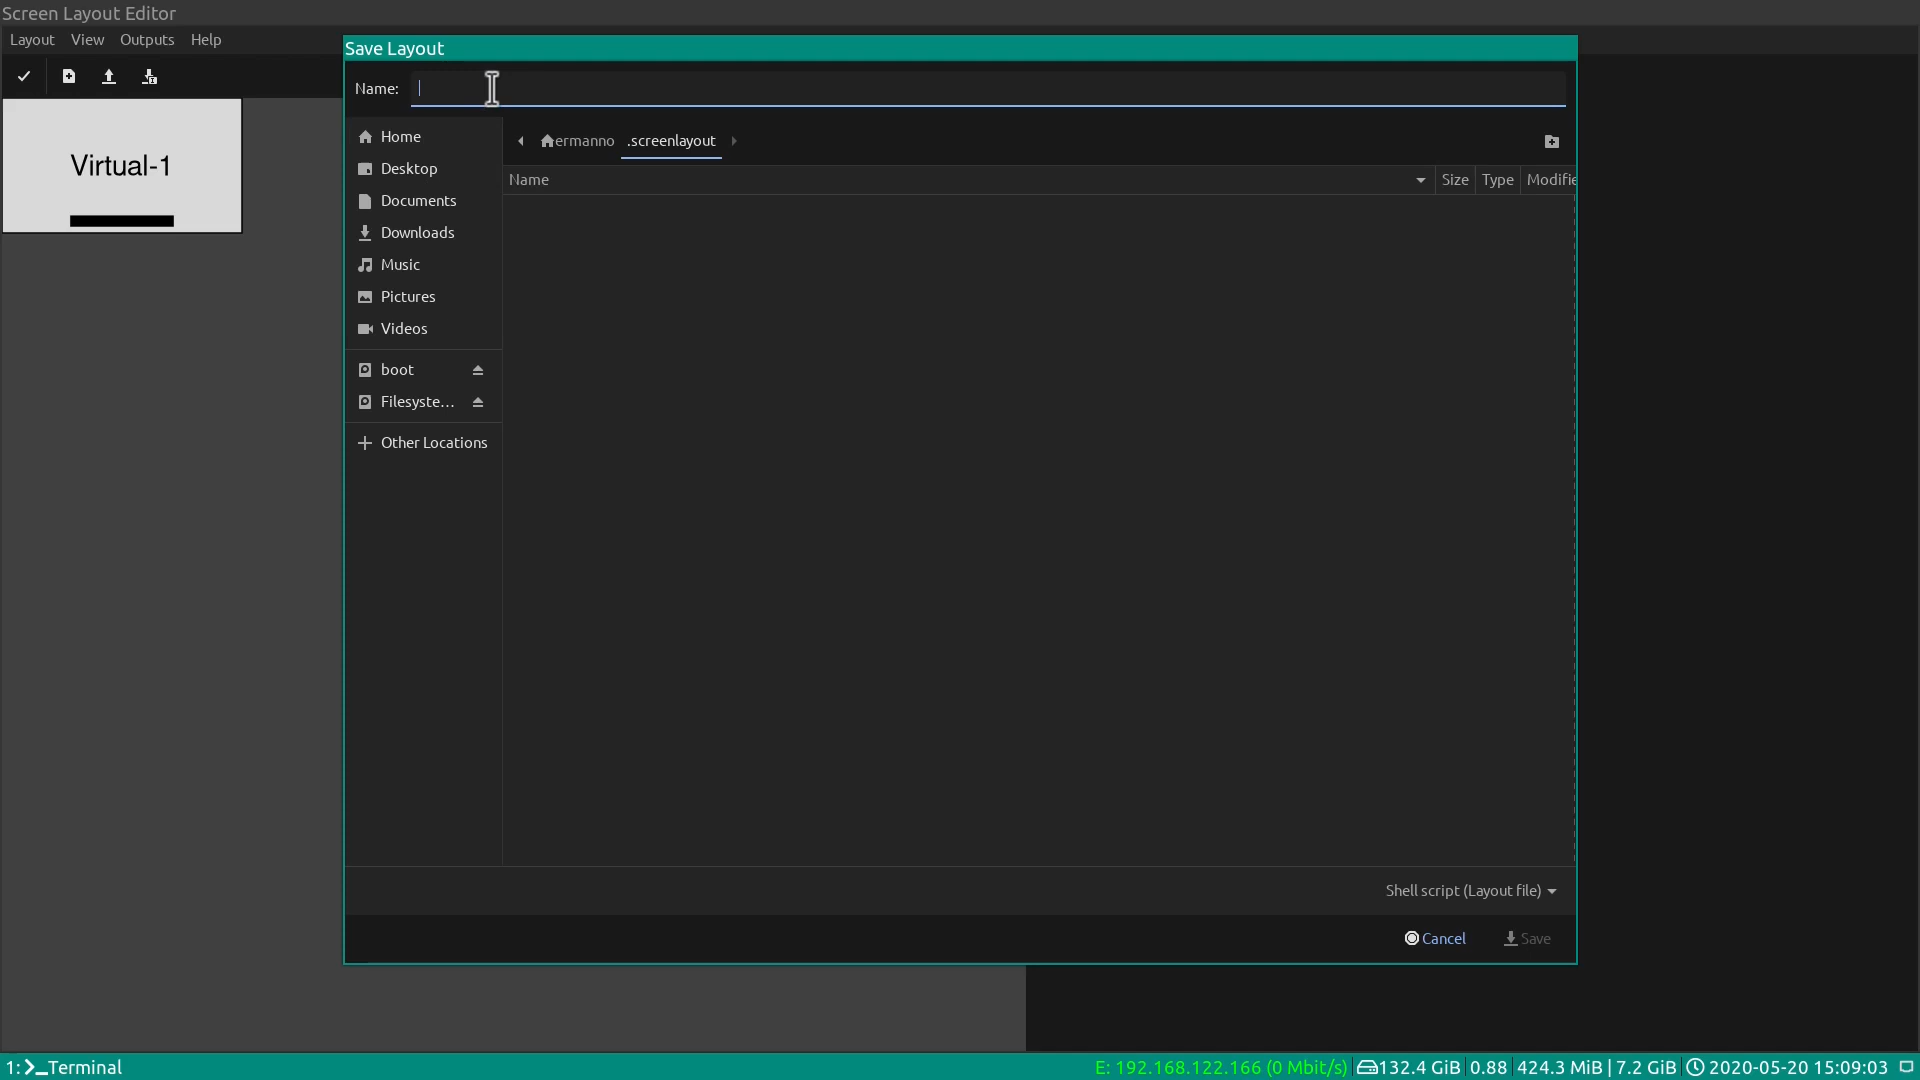 Screen Layout Editor
Layout View Outputs Help
Virtual-1
Save Layout
Name:
Home
Desktop
Documents
Downloads
Music
Pictures
Videos
boot
Filesyste...
Other Locations
ermanno .screenlayout
Name Size Type Modifie
Shell script (Layout file)
Cancel Save
1: Terminal E: 192.168.122.166 (0 Mbit/s) 132.4 GiB 0.88 424.3 MiB | 7.2 GiB 2020-05-20 15:09:03